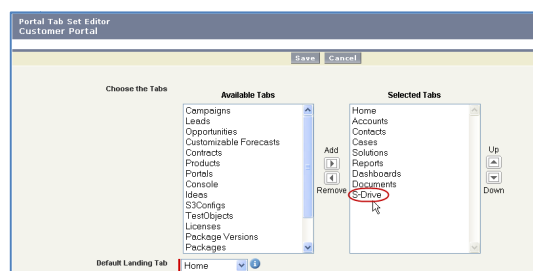 Portal Tab Set Editor
Customer Portal
Save Cancel
Choose the Tabs
Available Tabs
Selected Tabs
Campaigns
Leads
Opportunities
Customizable Forecasts
Contracts
Products
Portals
Console
Ideas
S3Configs
TestObjects
Licenses
Package Versions
Packages
Add
Remove
Home
Accounts
Contacts
Cases
Solutions
Reports
Dashboards
Documents
S-Drive
Up
Down
Default Landing Tab
Home